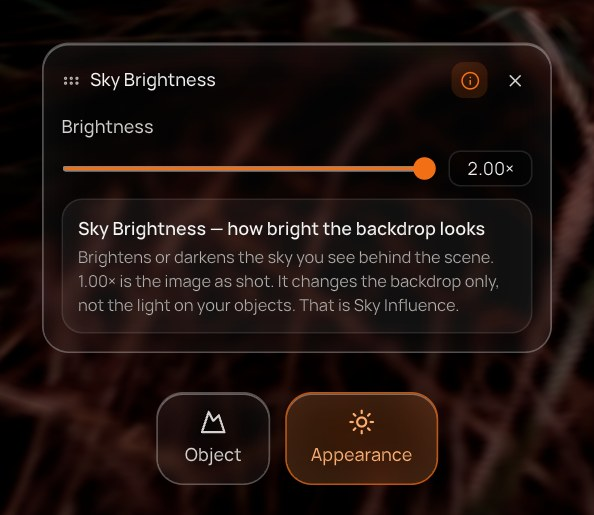 Sky Brightness
Brightness
2.00×
Sky Brightness — how bright the backdrop looks
Brightens or darkens the sky you see behind the scene.
1.00× is the image as shot. It changes the backdrop only,
not the light on your objects. That is Sky Influence.
Object
Appearance